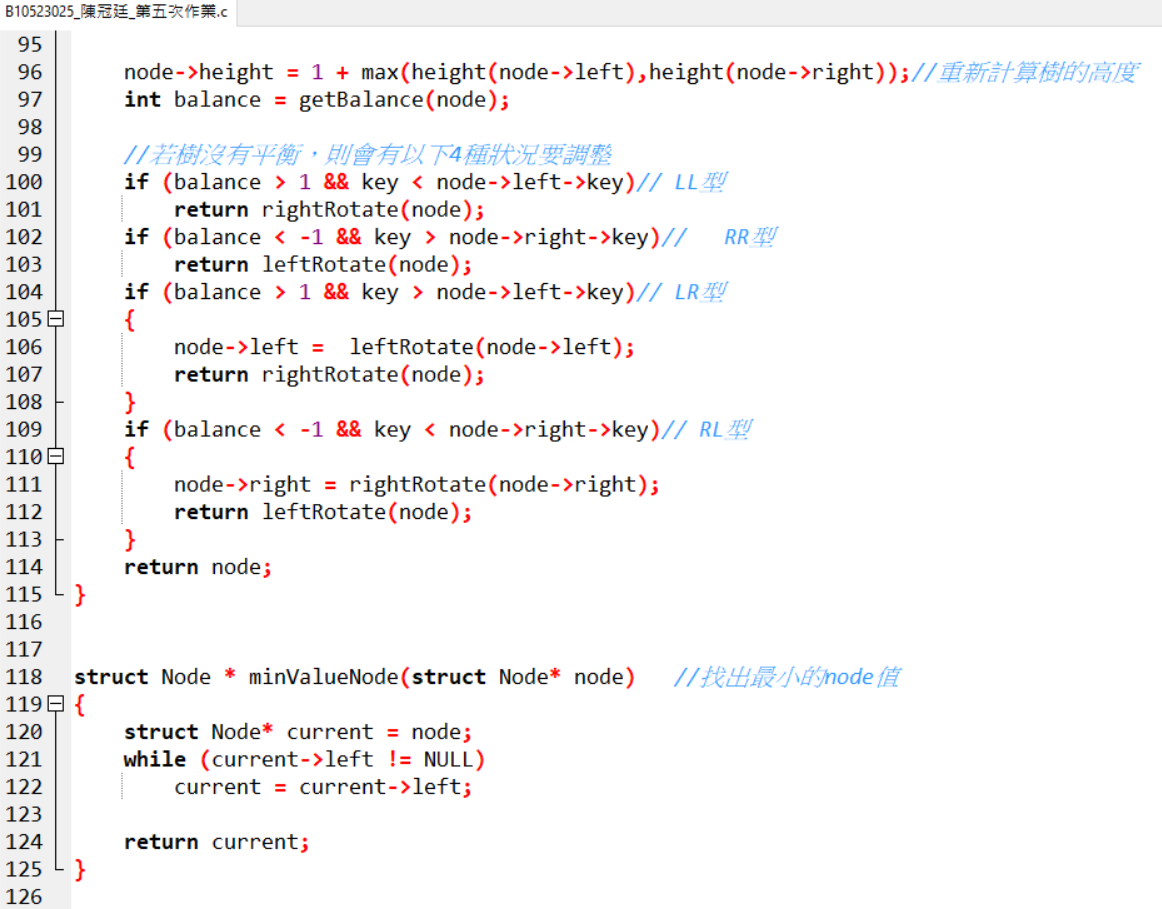 B10523025_陳冠廷_第五次作業.c
95
96 node->height = 1 + max(height(node->left),height(node->right));//重新計算樹的高度
97 int balance = getBalance(node);
98
99 //若樹沒有平衡，則會有以下4種狀況要調整
100 if (balance > 1 && key < node->left->key)// LL型
101 return rightRotate(node);
102 if (balance < -1 && key > node->right->key)//   RR型
103 return leftRotate(node);
104 if (balance > 1 && key > node->left->key)// LR型
105 {
106 node->left =  leftRotate(node->left);
107 return rightRotate(node);
108 }
109 if (balance < -1 && key < node->right->key)// RL型
110 {
111 node->right = rightRotate(node->right);
112 return leftRotate(node);
113 }
114 return node;
115 }
116
117
118 struct Node * minValueNode(struct Node* node)   //找出最小的node值
119 {
120 struct Node* current = node;
121 while (current->left != NULL)
122 current = current->left;
123
124 return current;
125 }
126